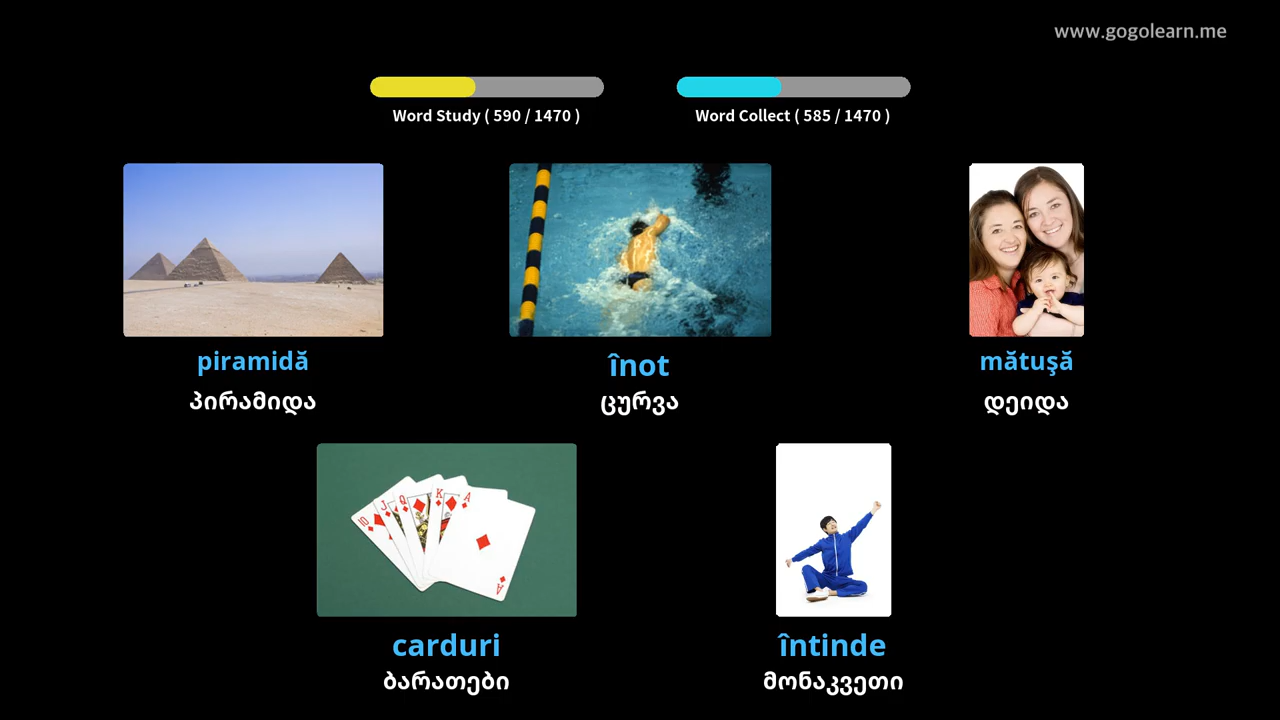 www.gogolearn.me
Word Study ( 590 / 1470 )
Word Collect ( 585 / 1470 )
piramidă
პირამიდა
înot
ცურვა
mătuşă
დეიდა
carduri
ბარათები
întinde
მონაკვეთი